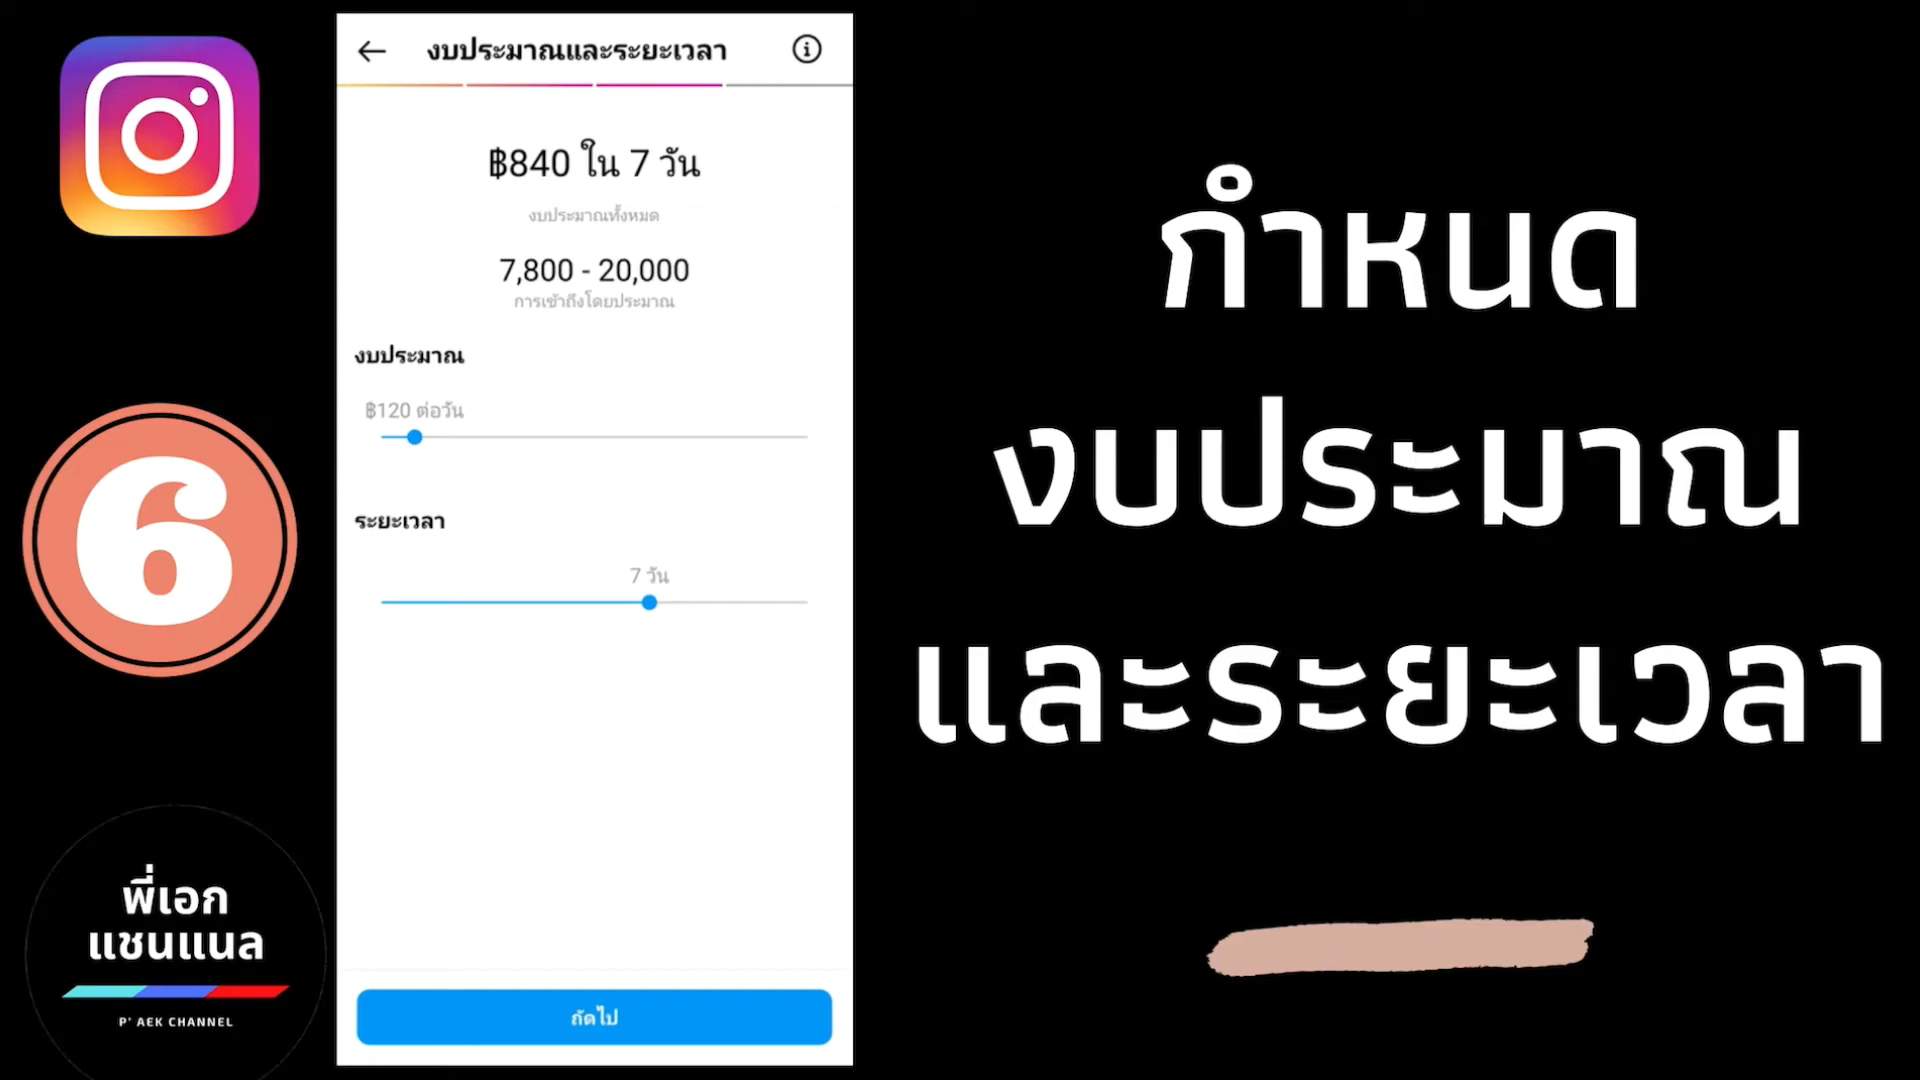 งบประมาณและระยะเวลา
฿840 ใน 7 วัน
งบประมาณทั้งหมด
7,800 - 20,000
การเข้าถึงโดยประมาณ
งบประมาณ
฿120 ต่อวัน
ระยะเวลา
7 วัน
ถัดไป
6
พี่เอก
แชนแนล
P' AEK CHANNEL
กำหนด
งบประมาณ
และระยะเวลา